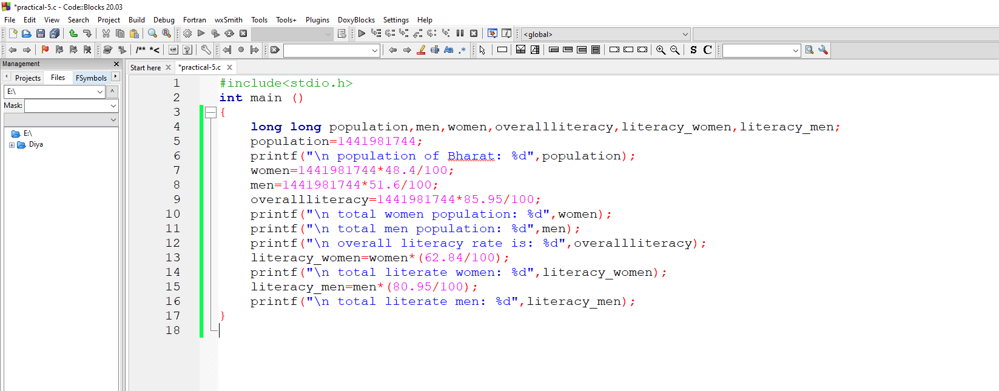 *practical-5.c - Code::Blocks 20.03
File Edit View Search Project Build Debug Fortran wxSmith Tools Tools+ Plugins DoxyBlocks Settings Help
<global>
/** *< Aa .* S C
Management
Projects Files FSymbols
E:\
Mask:
E:\
Diya
Start here *practical-5.c
1 #include<stdio.h>
2 int main ()
3 {
4 long long population,men,women,overallliteracy,literacy_women,literacy_men;
5 population=1441981744;
6 printf("\n population of Bharat: %d",population);
7 women=1441981744*48.4/100;
8 men=1441981744*51.6/100;
9 overallliteracy=1441981744*85.95/100;
10 printf("\n total women population: %d",women);
11 printf("\n total men population: %d",men);
12 printf("\n overall literacy rate is: %d",overallliteracy);
13 literacy_women=women*(62.84/100);
14 printf("\n total literate women: %d",literacy_women);
15 literacy_men=men*(80.95/100);
16 printf("\n total literate men: %d",literacy_men);
17 }
18